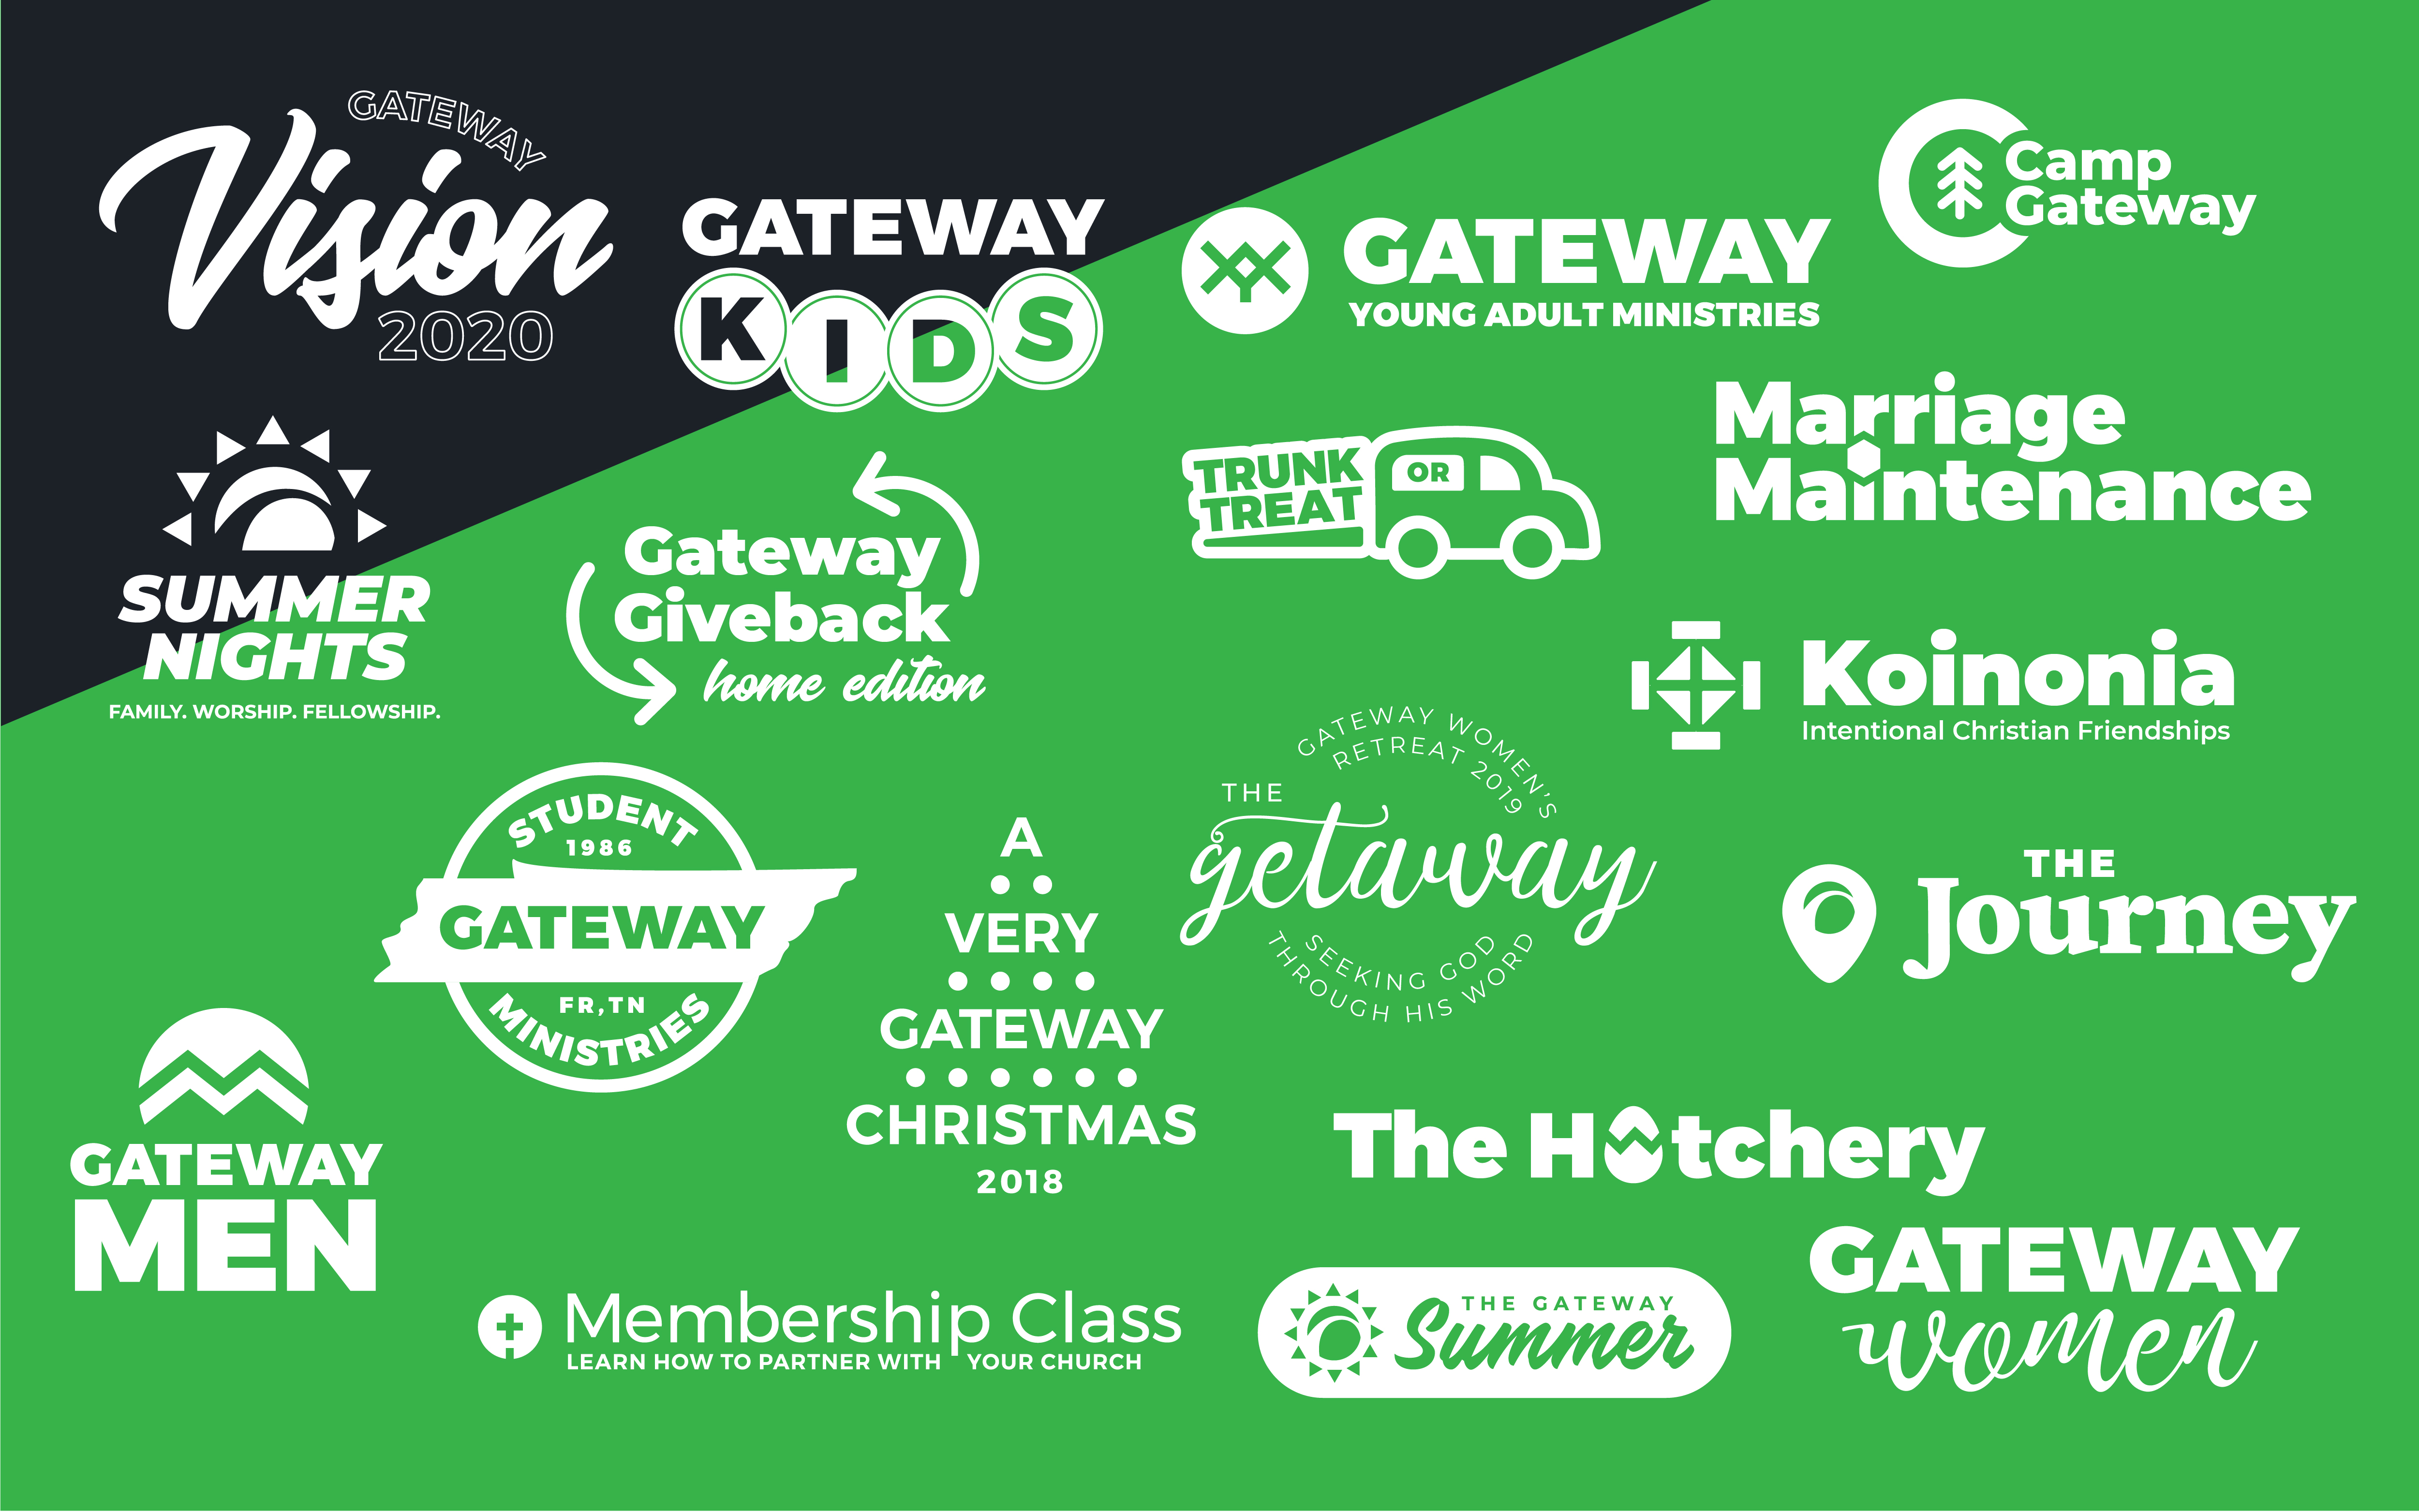 GATEWAY
Vision
2020
GATEWAY
KIDS
GATEWAY
YOUNG ADULT MINISTRIES
Camp
Gateway
SUMMER
NIGHTS
FAMILY. WORSHIP. FELLOWSHIP.
Gateway
Giveback
home edition
TRUNK
OR
TREAT
Marriage
Maintenance
Koinonia
Intentional Christian Friendships
STUDENT
1986
GATEWAY
FR,TN
MINISTRIES
A
VERY
GATEWAY
CHRISTMAS
2018
GATEWAY WOMEN'S
RETREAT 2019
THE
getaway
SEEKING GOD
THROUGH HIS WORD
THE
Journey
GATEWAY
MEN
The Hatchery
Membership Class
LEARN HOW TO PARTNER WITH YOUR CHURCH
THE GATEWAY
Summer
GATEWAY
women